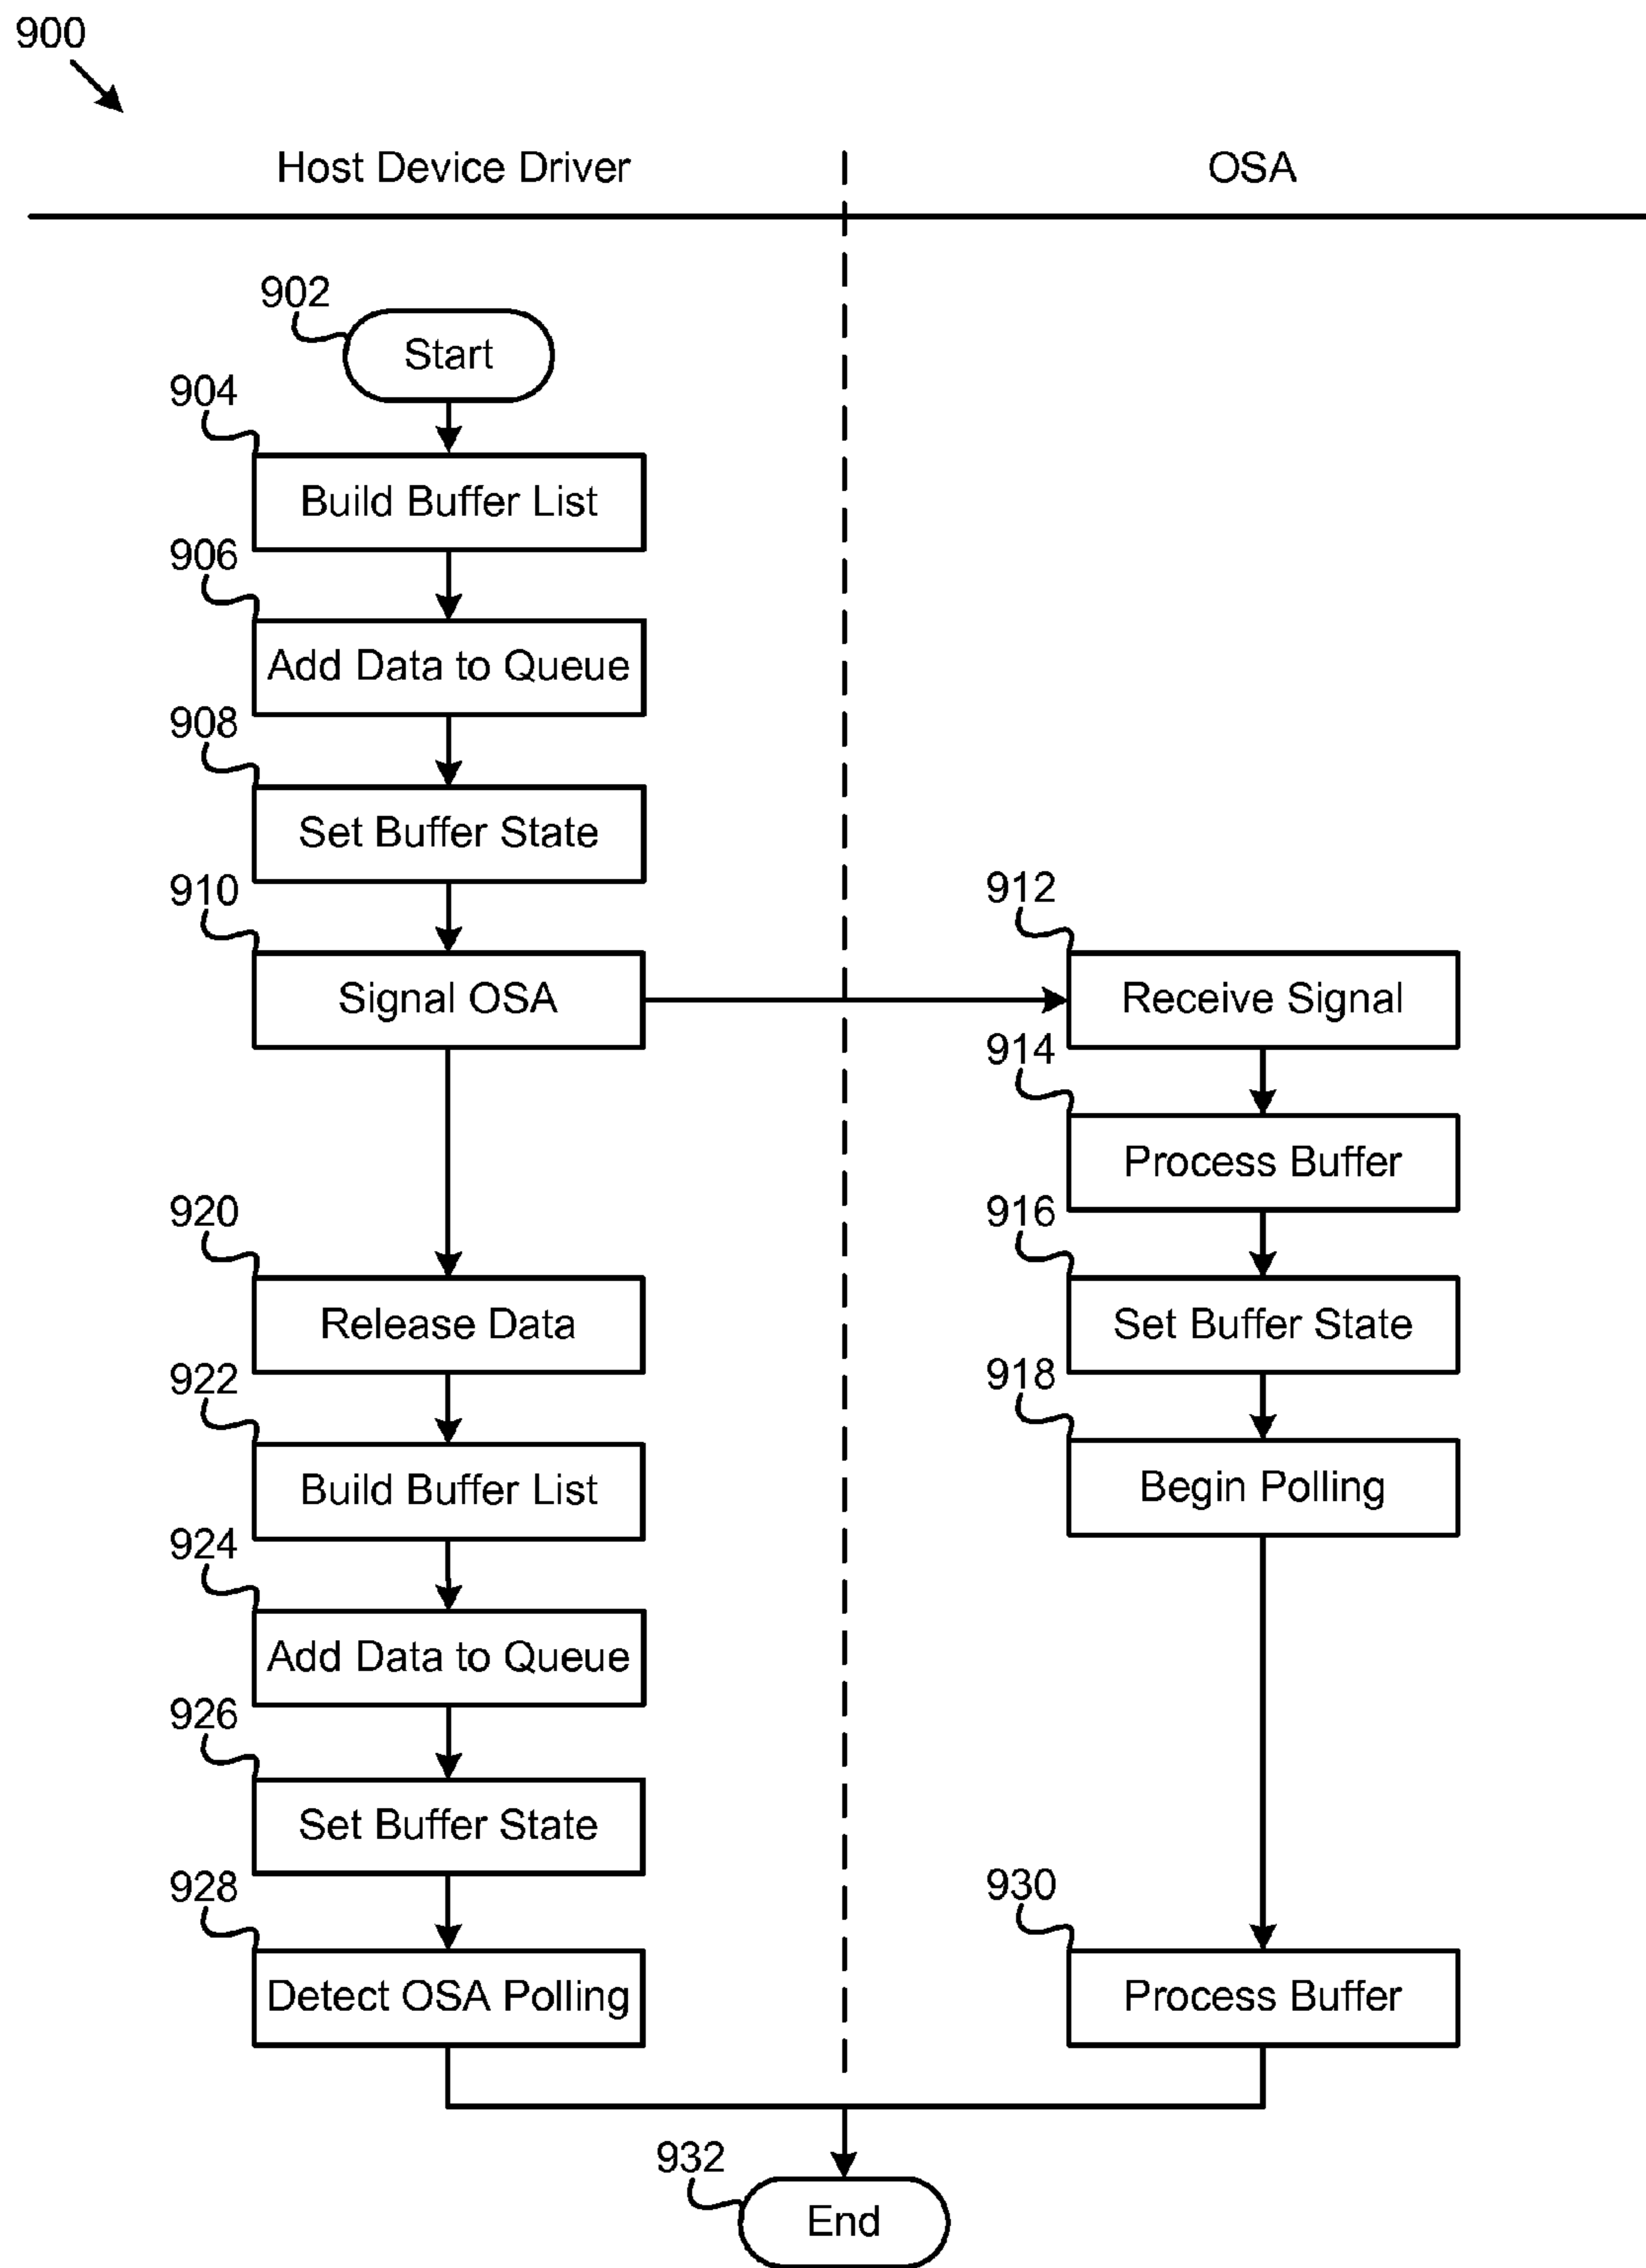 900
Host Device Driver
OSA
902
Start
904
Build Buffer List
906
Add Data to Queue
908
Set Buffer State
910
Signal OSA
912
Receive Signal
914
Process Buffer
916
Set Buffer State
918
Begin Polling
920
Release Data
922
Build Buffer List
924
Add Data to Queue
926
Set Buffer State
928
Detect OSA Polling
930
Process Buffer
932
End